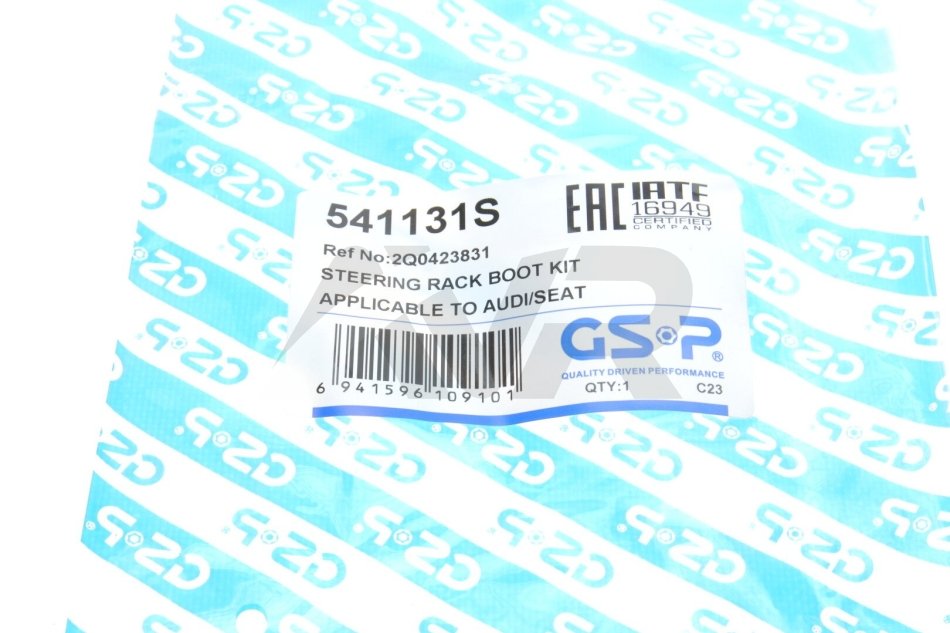 541131S
EAC
IATF
16949
CERTIFIED
COMPANY
Ref No:2Q0423831
STEERING RACK BOOT KIT
APPLICABLE TO AUDI/SEAT
GSP®
QUALITY DRIVEN PERFORMANCE
6 941596 109101
QTY:1 C23